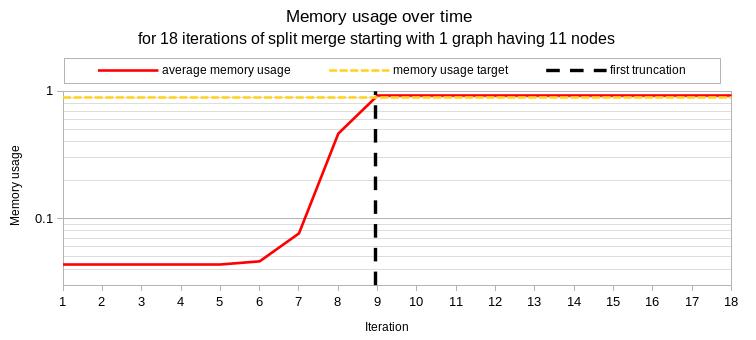 Memory usage over time
for 18 iterations of split merge starting with 1 graph having 11 nodes
average memory usage memory usage target first truncation
1
0.1
Memory usage
1 2 3 4 5 6 7 8 9 10 11 12 13 14 15 16 17 18
Iteration